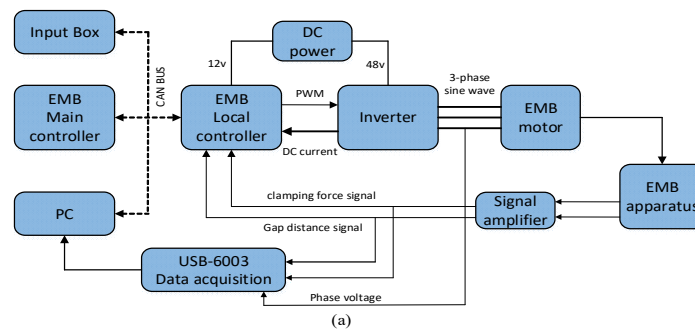 Input Box
DC
power
12v
48v
CAN BUS
EMB
Main
controller
EMB
Local
controller
PWM
DC current
Inverter
3-phase
sine wave
EMB
motor
clamping force signal
Gap distance signal
Signal
amplifier
EMB
apparatus
PC
USB-6003
Data acquisition
Phase voltage
(a)